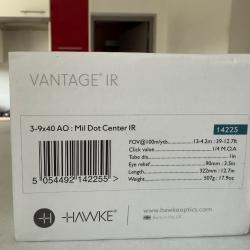 VANTAGE® IR
3-9x40 AO : Mil Dot Center IR
14225
FOV@100m/yds: 13-4.2m : 39-12.7ft
Click value 1/4 M.O.A
Tube dia: 1in
Eye relief: 90mm : 3.5in
Length: 322mm : 12.7in
Weight: 507g : 17.9oz
5 054492 142255 >
HAWKE®
www.hawkeoptics.com